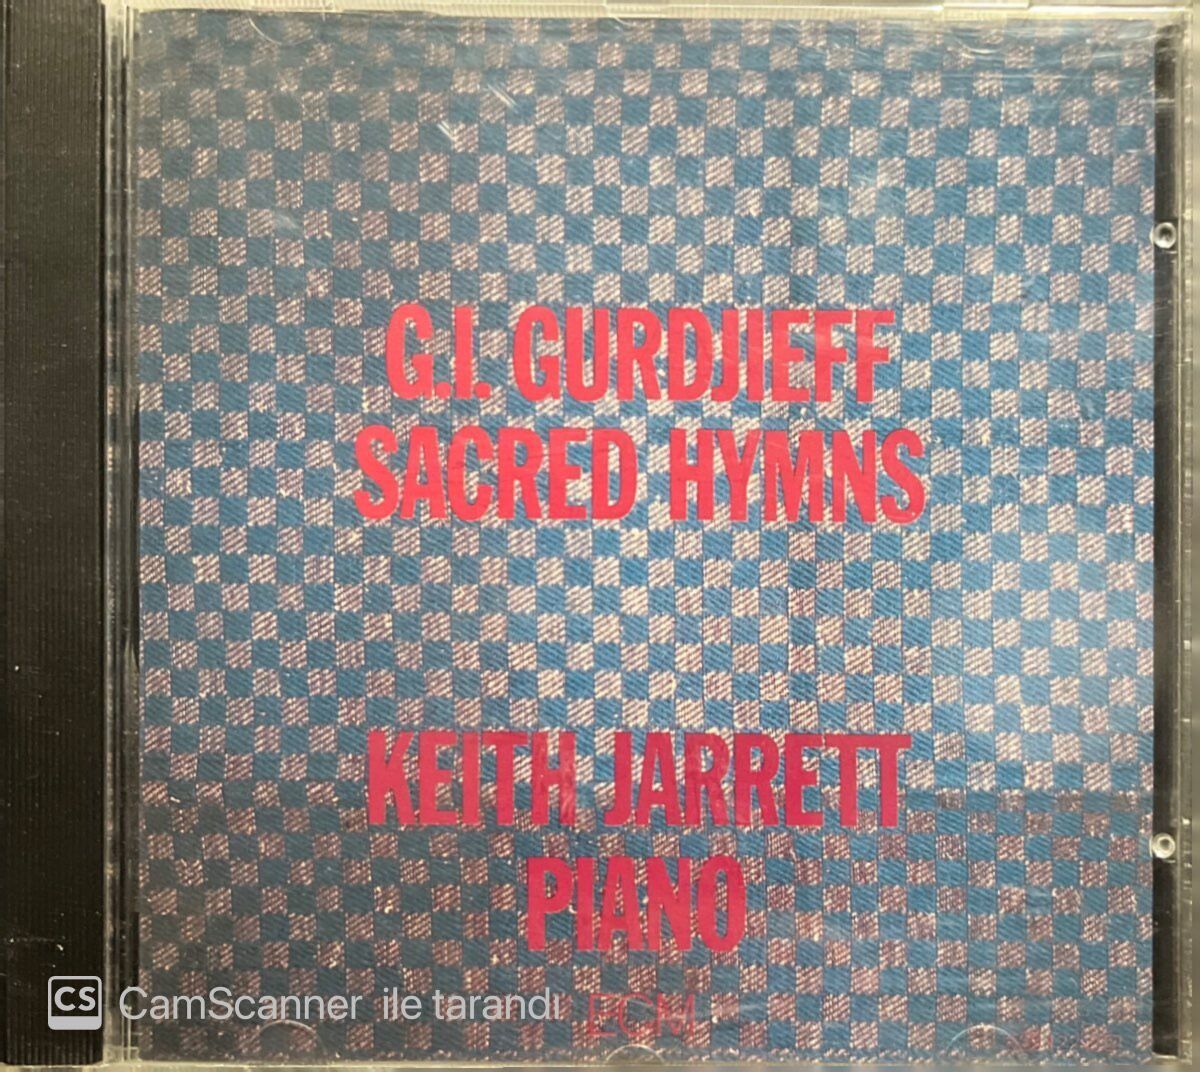 G.I. GURDJIEFF
SACRED HYMNS
KEITH JARRETT
PIANO
ECM
CS CamScanner ile tarandı